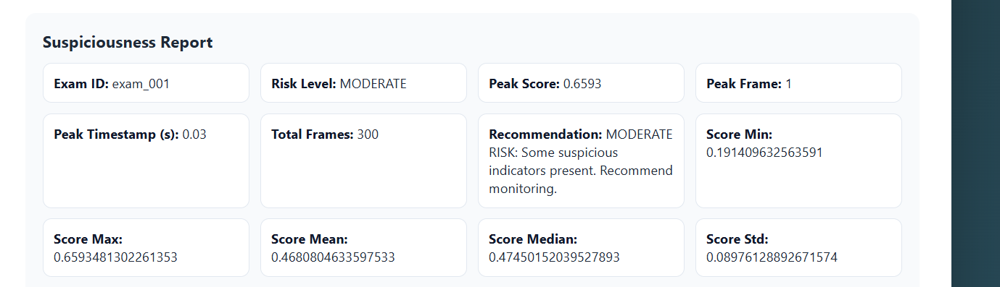 Suspiciousness Report
Exam ID: exam_001
Risk Level: MODERATE
Peak Score: 0.6593
Peak Frame: 1
Peak Timestamp (s): 0.03
Total Frames: 300
Recommendation: MODERATE
RISK: Some suspicious
indicators present. Recommend
monitoring.
Score Min:
0.191409632563591
Score Max:
0.6593481302261353
Score Mean:
0.4680804633597533
Score Median:
0.47450152039527893
Score Std:
0.08976128892671574